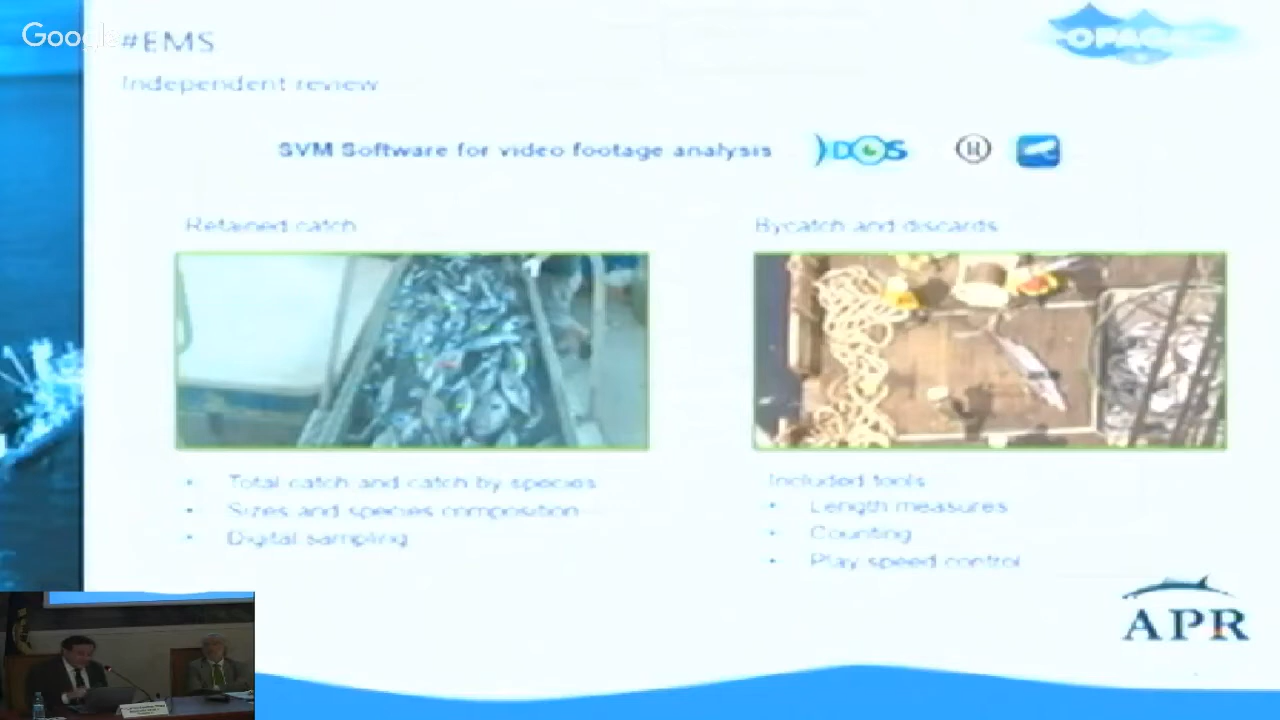 Google
#EMS
OPAGAC
Independent review
SVM Software for video footage analysis
DOS
Retained catch
Bycatch and discards
• Total catch and catch by species
• Sizes and species composition
• Digital sampling
Included tools
• Length measures
• Counting
• Play speed control
APR